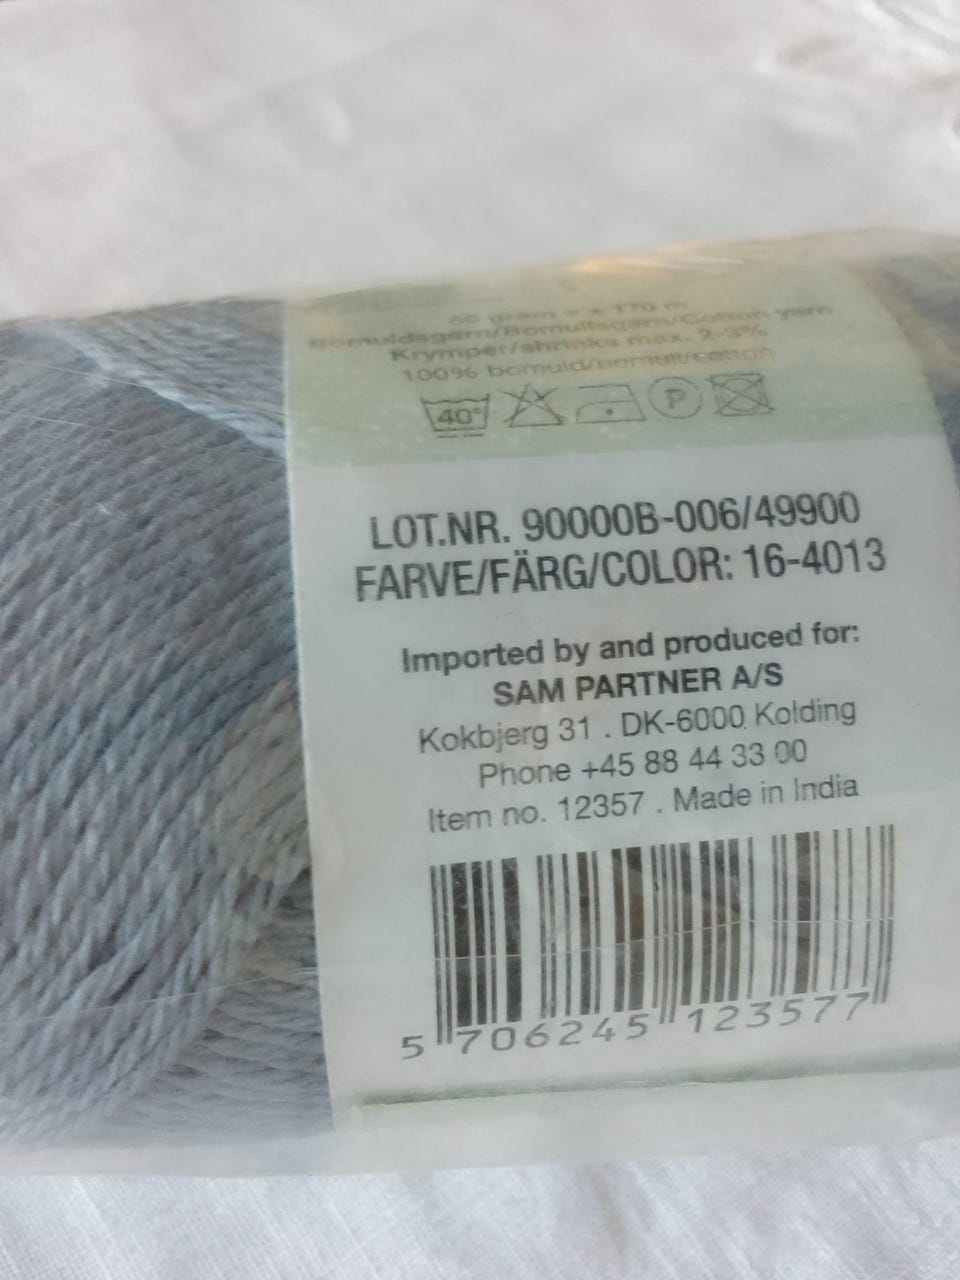 50 gram = ± 170 m
Bomuldsgarn/Bomullsgarn/Cotton yarn
Krymper/shrinks max. 2-3%
100% bomuld/bomull/cotton
40° P
LOT.NR. 90000B-006/49900
FARVE/FÄRG/COLOR: 16-4013
Imported by and produced for:
SAM PARTNER A/S
Kokbjerg 31 . DK-6000 Kolding
Phone +45 88 44 33 00
Item no. 12357 . Made in India
5 706245 123577